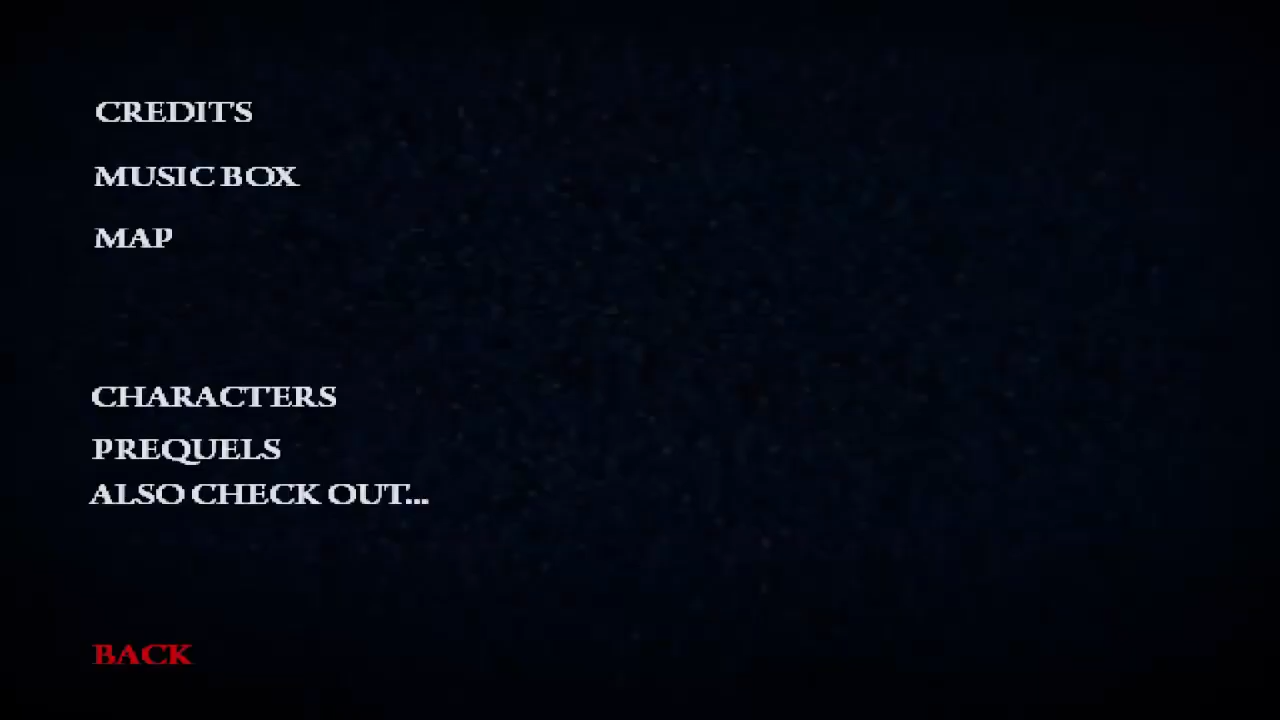 CREDITS
MUSIC BOX
MAP
CHARACTERS
PREQUELS
ALSO CHECK OUT...
BACK